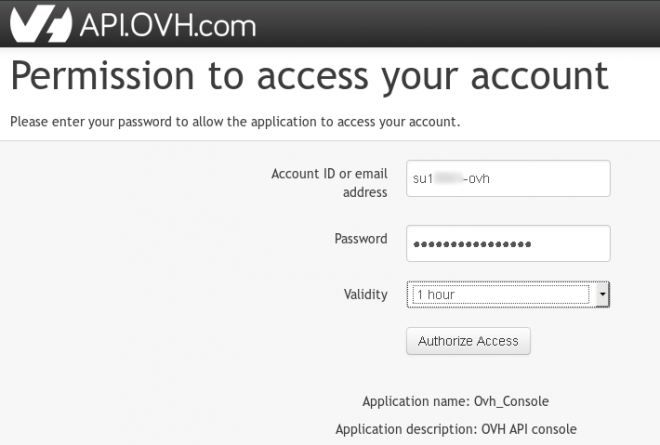 API.OVH.com
Permission to access your account
Please enter your password to allow the application to access your account.
Account ID or email
address
su1 -ovh
Password
Validity
1 hour
Authorize Access
Application name: Ovh_Console
Application description: OVH API console